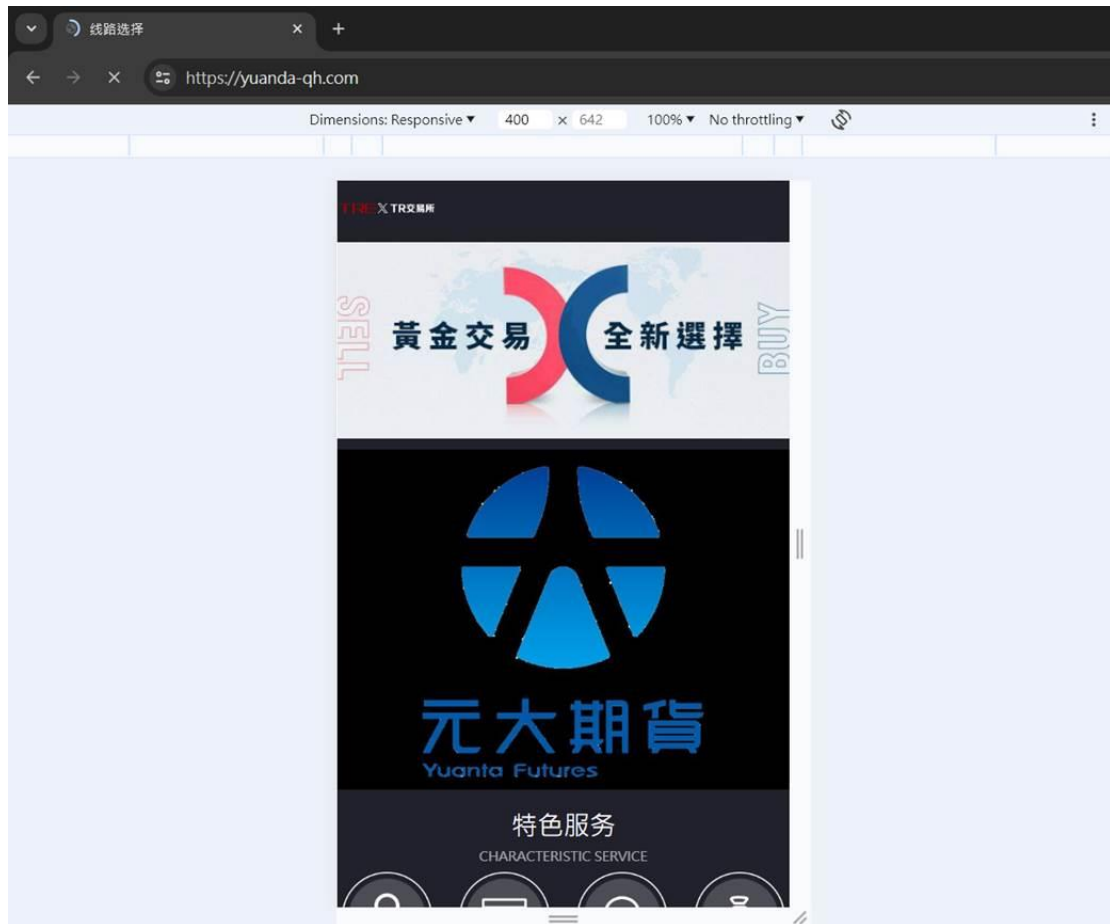 线路选择
https://yuanda-qh.com
Dimensions: Responsive 400 × 642 100% No throttling
TREX TR交易所
SELL
黃金交易 全新選擇
BUY
元大期貨
Yuanta Futures
特色服务
CHARACTERISTIC SERVICE